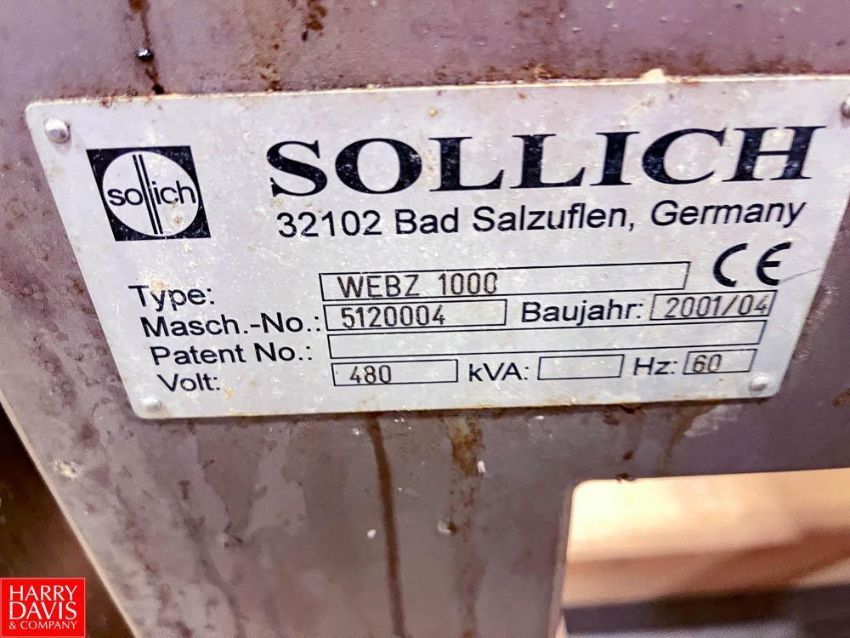 sollich
SOLLICH
32102 Bad Salzuflen, Germany
CE
Type: WEBZ 1000
Masch.-No.: 5120004 Baujahr: 2001/04
Patent No.:
Volt: 480 kVA: Hz: 60
HARRY
DAVIS
& COMPANY